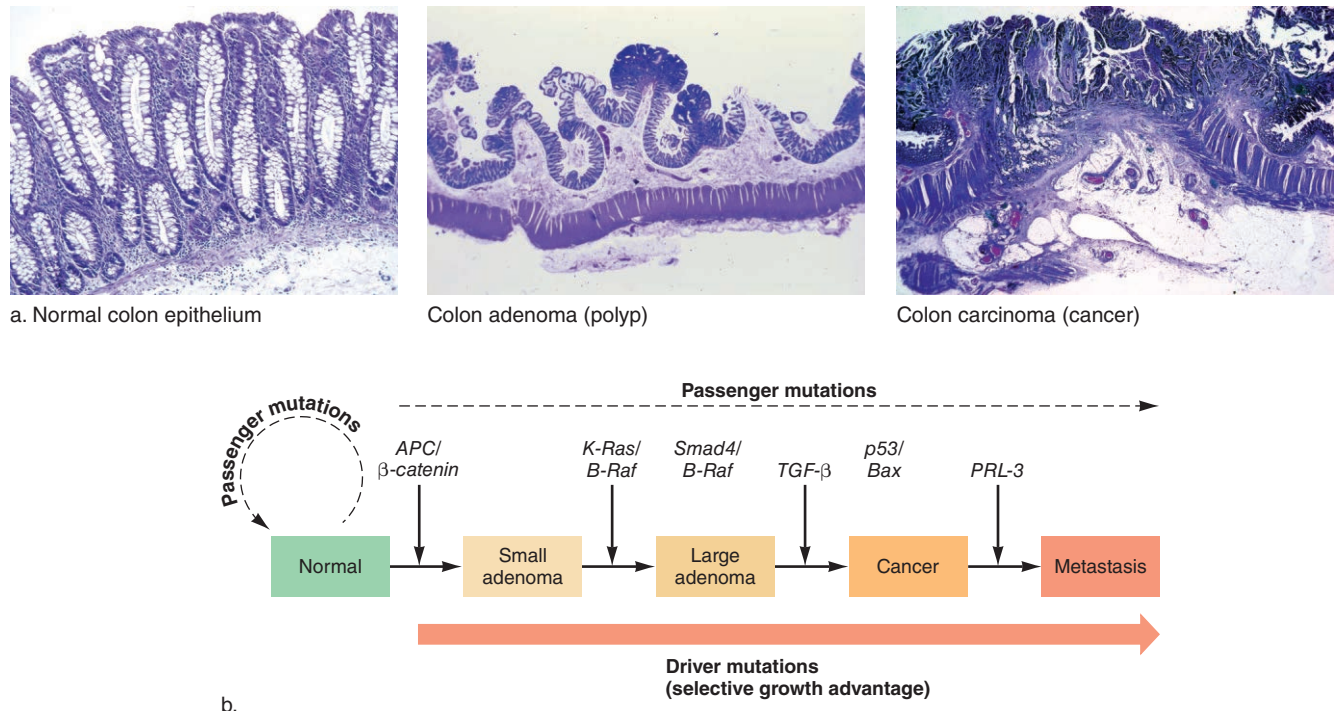 a. Normal colon epithelium
Colon adenoma (polyp)
Colon carcinoma (cancer)
Passenger mutations
Passenger mutations
APC/
β-catenin
K-Ras/
B-Raf
Smad4/
B-Raf
TGF-β
p53/
Bax
PRL-3
Normal
Small
adenoma
Large
adenoma
Cancer
Metastasis
Driver mutations
(selective growth advantage)
b.